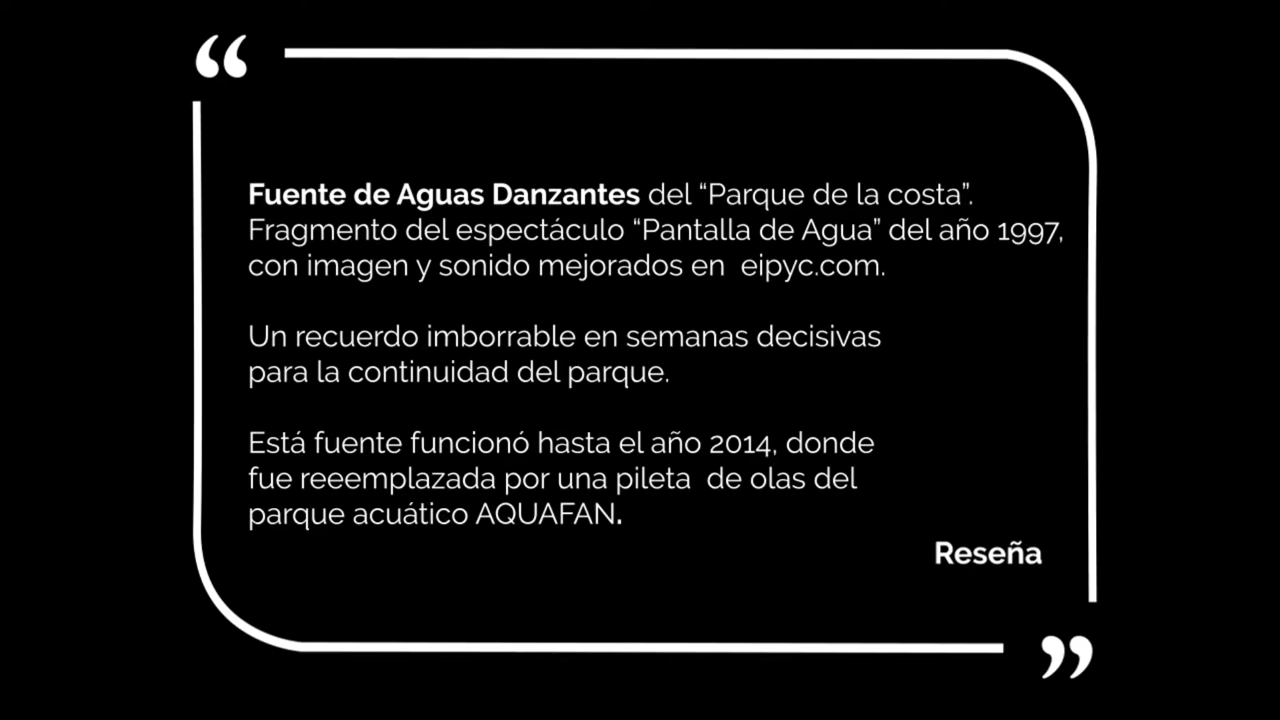 “
Fuente de Aguas Danzantes del “Parque de la costa”.
Fragmento del espectáculo “Pantalla de Agua” del año 1997,
con imagen y sonido mejorados en  eipyc.com.
Un recuerdo imborrable en semanas decisivas
para la continuidad del parque.
Está fuente funcionó hasta el año 2014, donde
fue reeemplazada por una pileta  de olas del
parque acuático AQUAFAN.
Reseña
”